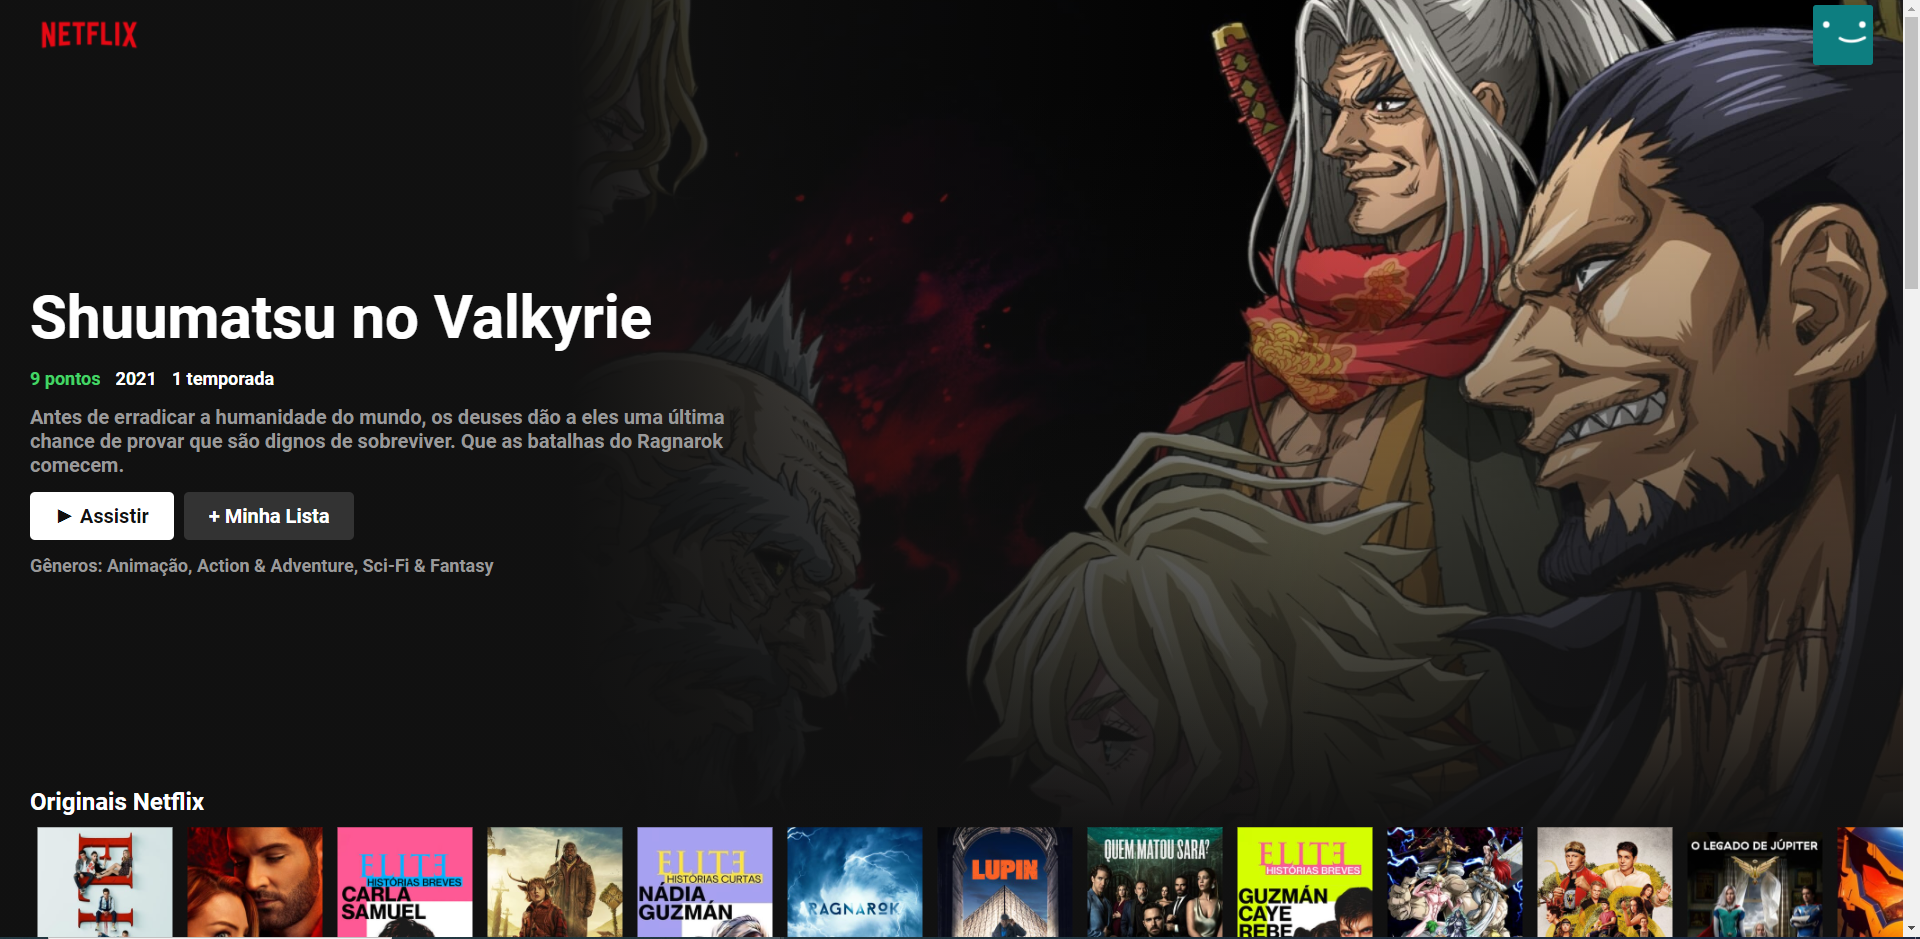 NETFLIX
Shuumatsu no Valkyrie
9 pontos 2021 1 temporada
Antes de erradicar a humanidade do mundo, os deuses dão a eles uma última
chance de provar que são dignos de sobreviver. Que as batalhas do Ragnarok
comecem.
► Assistir
+ Minha Lista
Gêneros: Animação, Action & Adventure, Sci-Fi & Fantasy
Originais Netflix
ELITE
HISTÓRIAS BREVES
CARLA
SAMUEL
ELITE
HISTÓRIAS CURTAS
NÁDIA
GUZMÁN
RAGNAROK
LUPIN
QUEM MATOU SARA?
ELITE
HISTÓRIAS BREVES
GUZMÁN
CAYE
REBE
O LEGADO DE JÚPITER